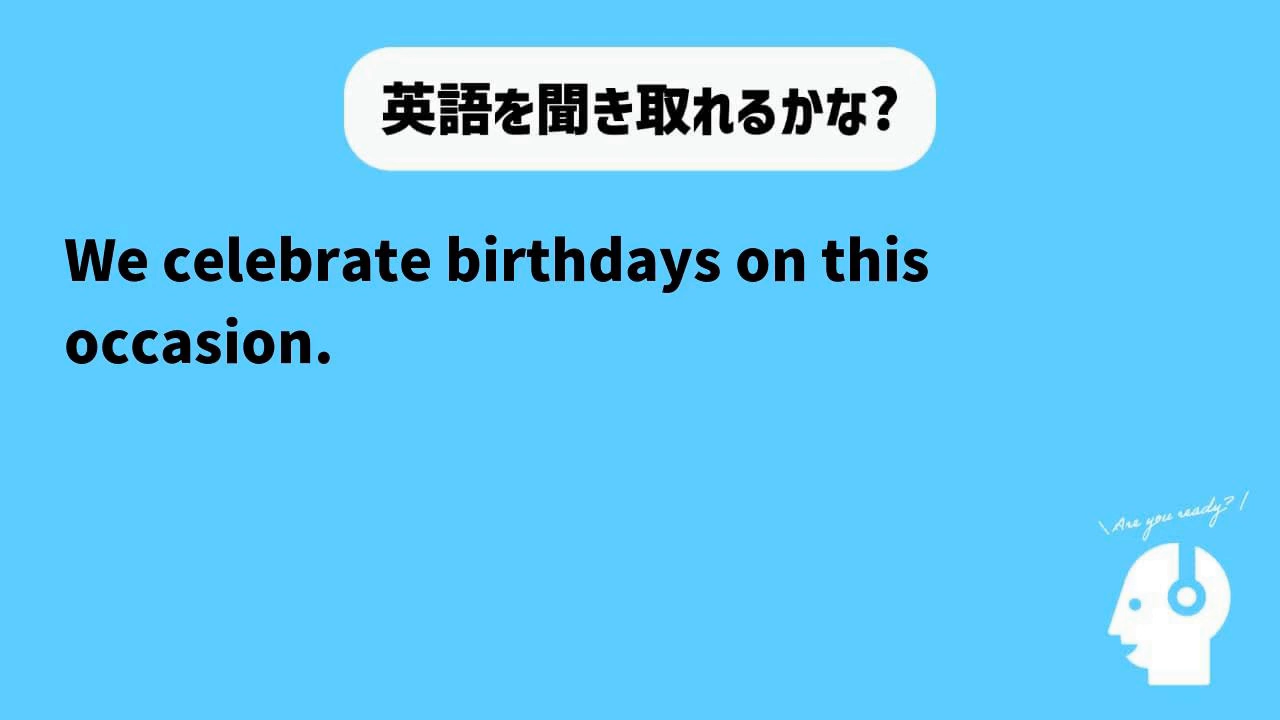 英語を聞き取れるかな?
We celebrate birthdays on this
occasion.
\ Are you ready? /